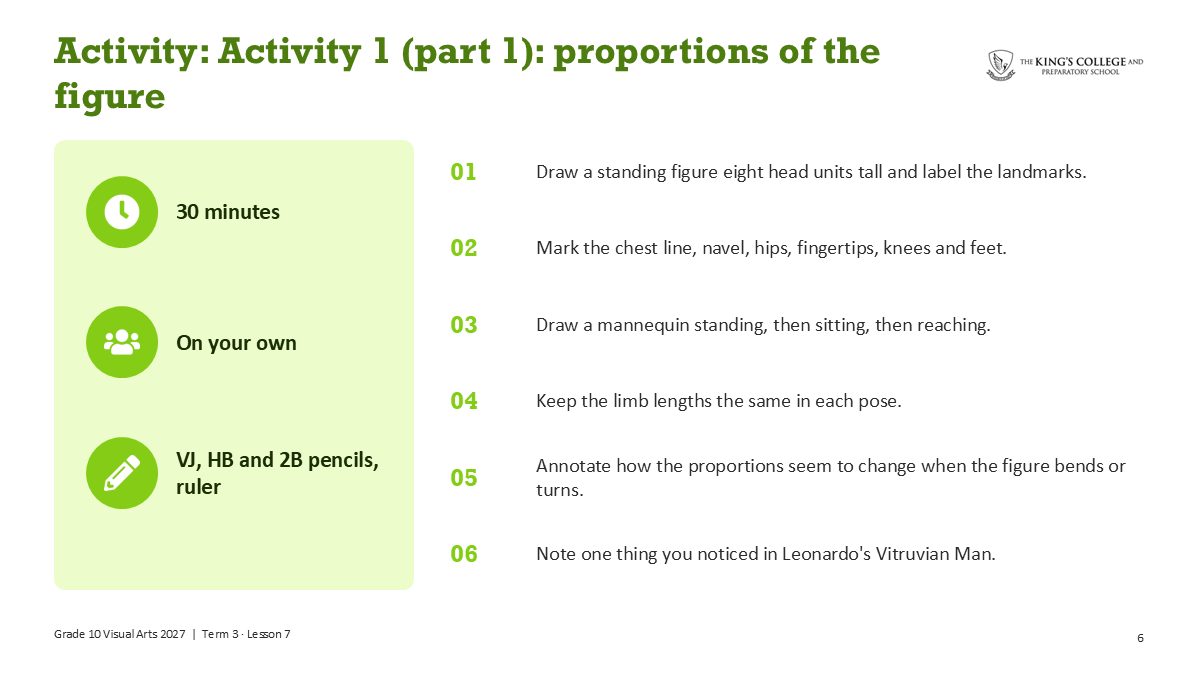 Activity: Activity 1 (part 1): proportions of the
figure
THE KING'S COLLEGE AND
PREPARATORY SCHOOL
30 minutes
On your own
VJ, HB and 2B pencils,
ruler
01
Draw a standing figure eight head units tall and label the landmarks.
02
Mark the chest line, navel, hips, fingertips, knees and feet.
03
Draw a mannequin standing, then sitting, then reaching.
04
Keep the limb lengths the same in each pose.
05
Annotate how the proportions seem to change when the figure bends or
turns.
06
Note one thing you noticed in Leonardo's Vitruvian Man.
Grade 10 Visual Arts 2027 | Term 3 · Lesson 7
6